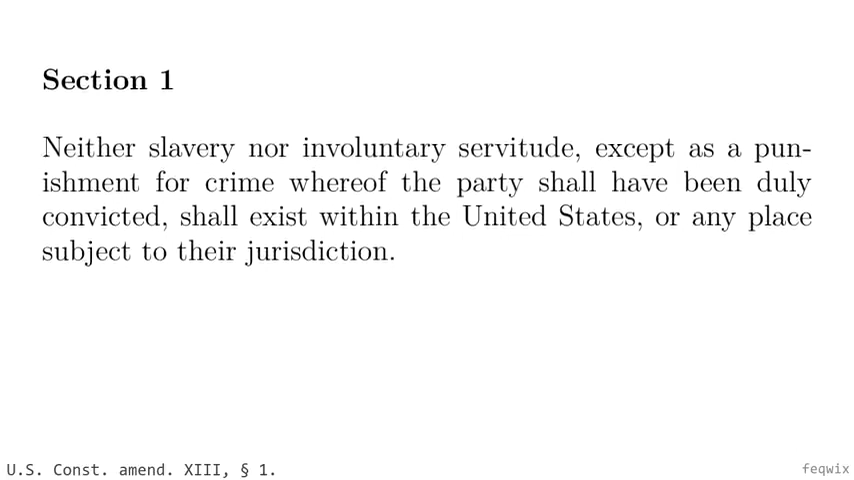 Section 1
Neither slavery nor involuntary servitude, except as a pun-
ishment for crime whereof the party shall have been duly
convicted, shall exist within the United States, or any place
subject to their jurisdiction.
U.S. Const. amend. XIII, § 1.
feqwix